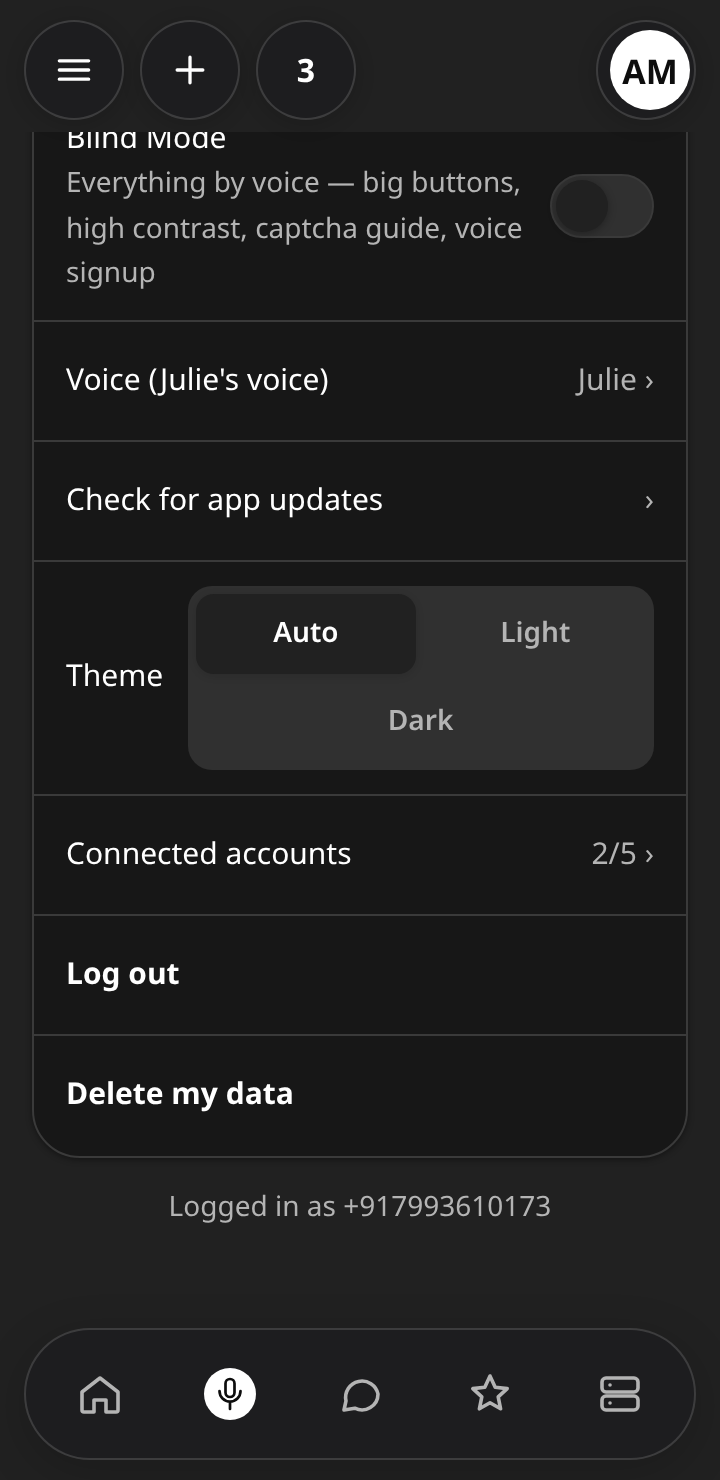 3
AM
Blind Mode
Everything by voice — big buttons,
high contrast, captcha guide, voice
signup
Voice (Julie's voice)
Julie ›
Check for app updates
›
Auto
Light
Theme
Dark
Connected accounts
2/5 ›
Log out
Delete my data
Logged in as +917993610173